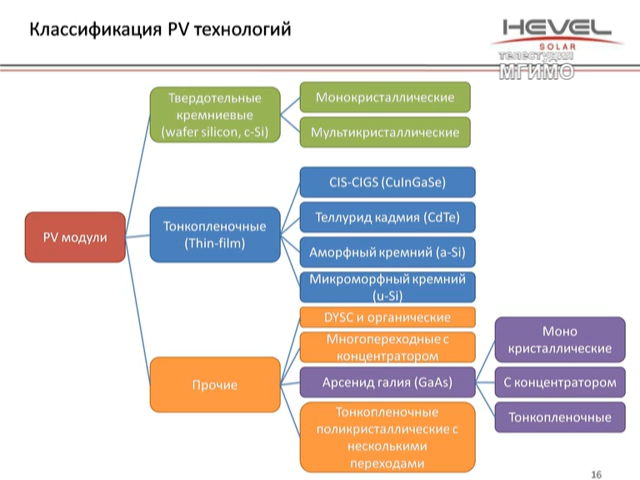 Классификация PV технологий
HEVEL
SOLAR
телестудия
МГИМО
Твердотельные
кремниевые
(wafer silicon, c-Si)
Монокристаллические
Мультикристаллические
PV модули
Тонкопленочные
(Thin-film)
CIS-CIGS (CuInGaSe)
Теллурид кадмия (CdTe)
Аморфный кремний (a-Si)
Микроморфный кремний
(u-Si)
Прочие
DYSC и органические
Многопереходные с
концентратором
Арсенид галия (GaAs)
Тонкопленочные
поликристаллические с
несколькими
переходами
Моно
кристаллические
С концентратором
Тонкопленочные
16